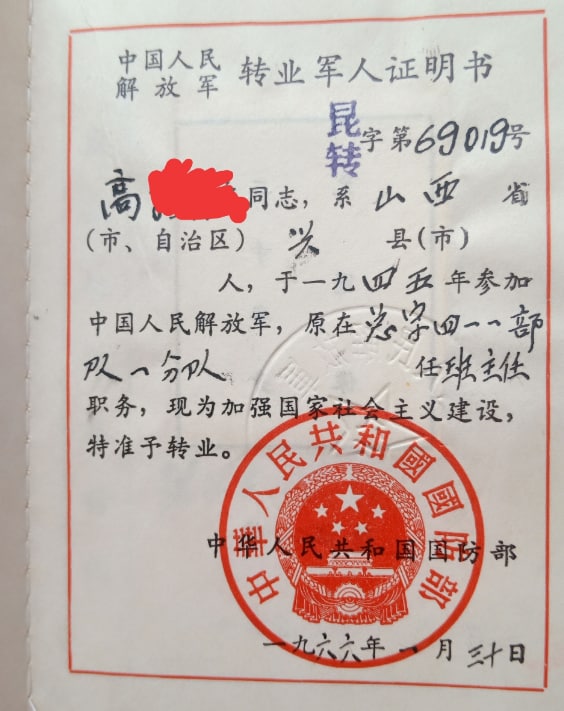 中国人民
解放军 转业军人证明书
昆转字第69019号
高 同志，系山西省
(市、自治区) 兴 县(市)
人，于一九四五年参加
中国人民解放军，原在总字四一一部
队一分队 任班主任
职务，现为加强国家社会主义建设，
特准予转业。
中华人民共和国国防部
中華人民共和國國防部
一九六六年一月三十日